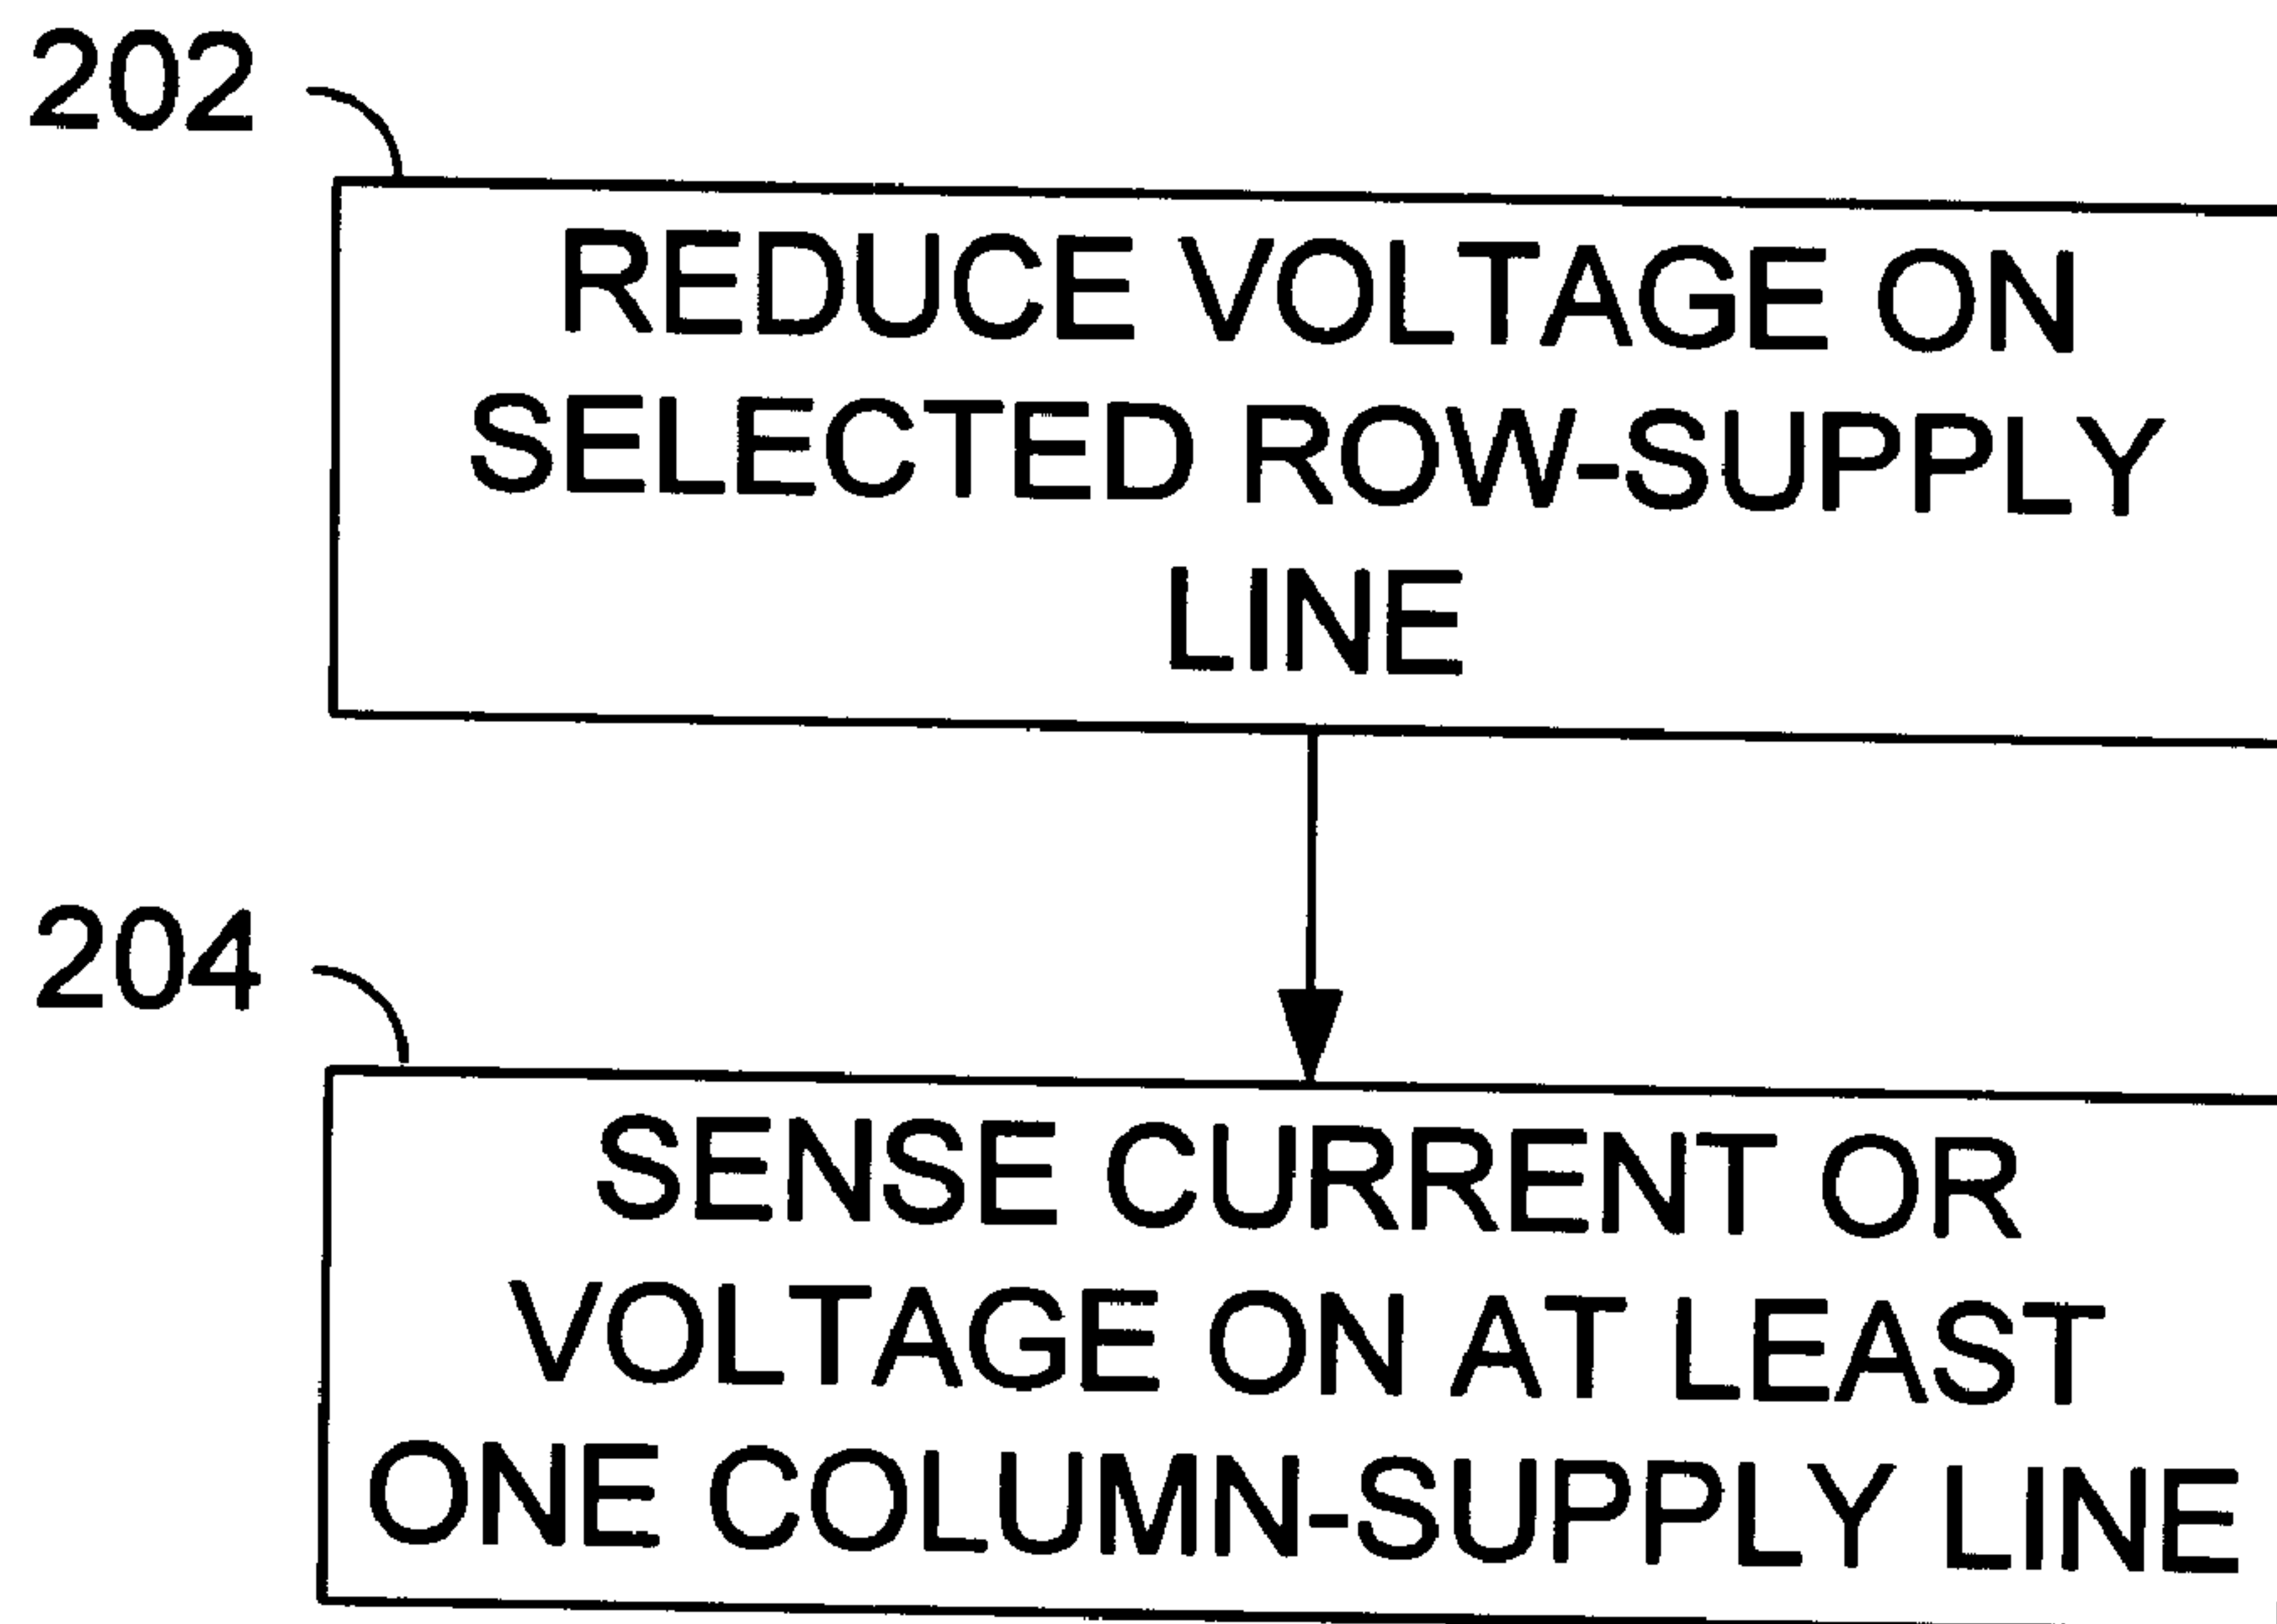 202
REDUCE VOLTAGE ON
SELECTED ROW-SUPPLY
LINE
204
SENSE CURRENT OR
VOLTAGE ON AT LEAST
ONE COLUMN-SUPPLY LINE